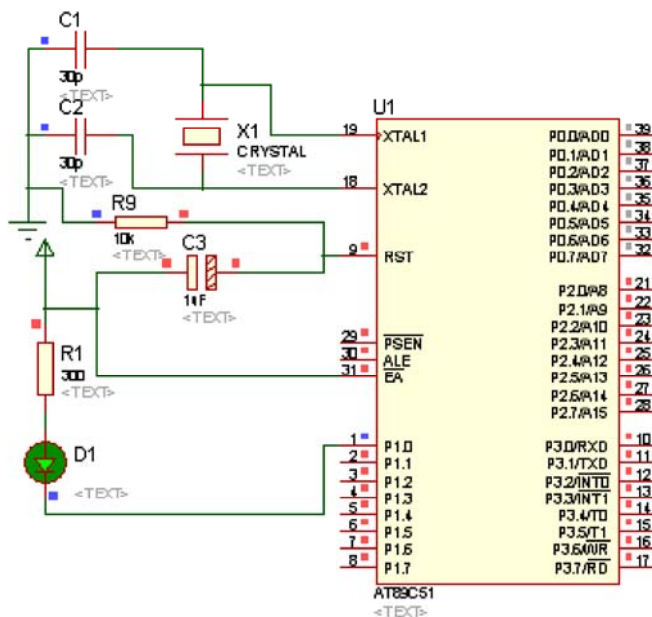 C1
30p
<TEXT>
C2
30p
<TEXT>
X1
CRYSTAL
<TEXT>
R9
10k
<TEXT>
C3
1uF
<TEXT>
R1
300
<TEXT>
D1
<TEXT>
U1
19 XTAL1
18 XTAL2
9 RST
29 PSEN
30 ALE
31 EA
1 P1.0
2 P1.1
3 P1.2
4 P1.3
5 P1.4
6 P1.5
7 P1.6
8 P1.7
P0.0/AD0 39
P0.1/AD1 38
P0.2/AD2 37
P0.3/AD3 36
P0.4/AD4 35
P0.5/AD5 34
P0.6/AD6 33
P0.7/AD7 32
P2.0/A8 21
P2.1/A9 22
P2.2/A10 23
P2.3/A11 24
P2.4/A12 25
P2.5/A13 26
P2.6/A14 27
P2.7/A15 28
P3.0/RXD 10
P3.1/TXD 11
P3.2/INT0 12
P3.3/INT1 13
P3.4/T0 14
P3.5/T1 15
P3.6/WR 16
P3.7/RD 17
AT89C51
<TEXT>